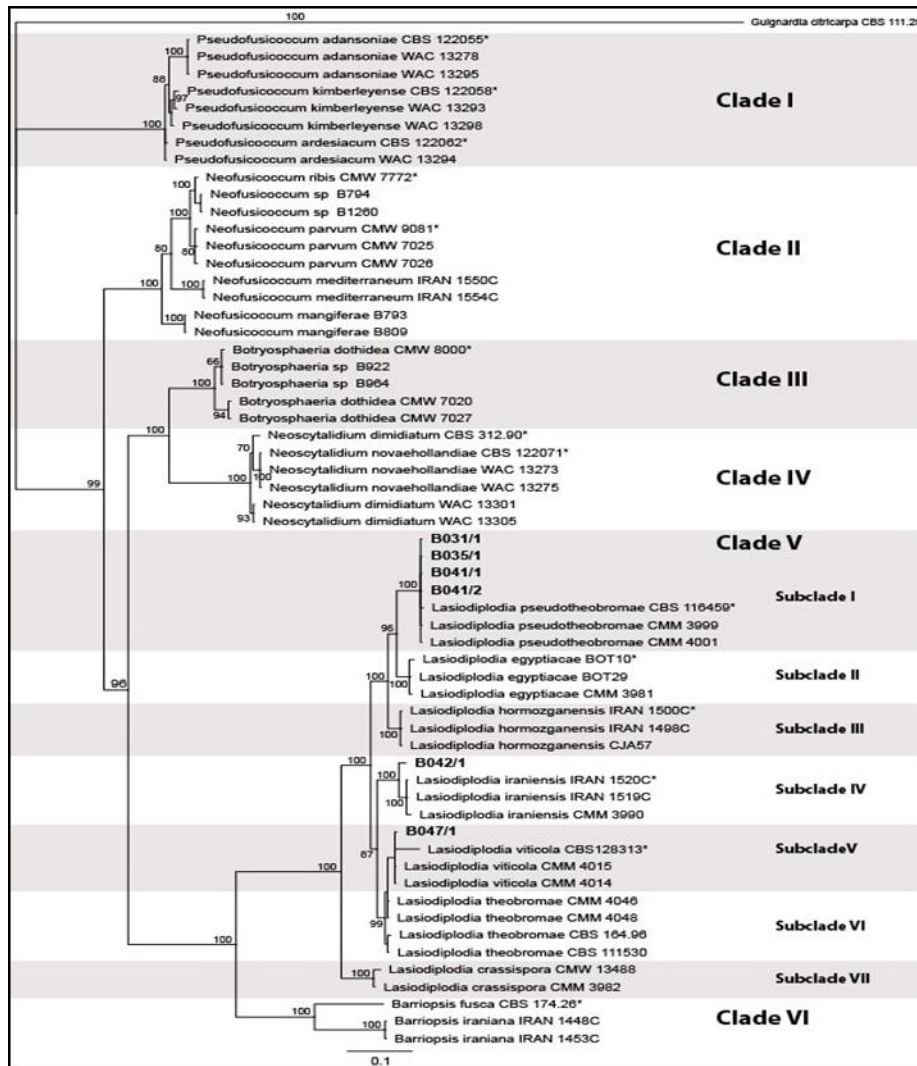 100
Guignardia citricarpa CBS 111.20
Pseudofusicoccum adansoniae CBS 122055*
100
Pseudofusicoccum adansoniae WAC 13278
88
Pseudofusicoccum adansoniae WAC 13295
Pseudofusicoccum kimberleyense CBS 122058*
97
Clade I
Pseudofusicoccum kimberleyense WAC 13293
100
Pseudofusicoccum kimberleyense WAC 13298
Pseudofusicoccum ardesiacum CBS 122062*
Pseudofusicoccum ardesiacum WAC 13294
100
Neofusicoccum ribis CMW 7772*
Neofusicoccum sp B794
100
Neofusicoccum sp B1260
Neofusicoccum parvum CMW 9081*
80
80
Neofusicoccum parvum CMW 7025
Clade II
Neofusicoccum parvum CMW 7026
100
100
Neofusicoccum mediterraneum IRAN 1550C
Neofusicoccum mediterraneum IRAN 1554C
Neofusicoccum mangiferae B793
100
Neofusicoccum mangiferae B809
Botryosphaeria dothidea CMW 8000*
66
Botryosphaeria sp B922
100
Botryosphaeria sp B964
Clade III
Botryosphaeria dothidea CMW 7020
94
Botryosphaeria dothidea CMW 7027
100
Neoscytalidium dimidiatum CBS 312.90*
70
Neoscytalidium novaehollandiae CBS 122071*
100
100
Neoscytalidium novaehollandiae WAC 13273
Clade IV
99
Neoscytalidium novaehollandiae WAC 13275
Neoscytalidium dimidiatum WAC 13301
93
Neoscytalidium dimidiatum WAC 13305
B031/1
Clade V
B035/1
B041/1
100
B041/2
Subclade I
Lasiodiplodia pseudotheobromae CBS 116459*
96
Lasiodiplodia pseudotheobromae CMM 3999
Lasiodiplodia pseudotheobromae CMM 4001
Lasiodiplodia egyptiacae BOT10*
100
100
Lasiodiplodia egyptiacae BOT29
Subclade II
96
Lasiodiplodia egyptiacae CMM 3981
Lasiodiplodia hormozganensis IRAN 1500C*
100
Lasiodiplodia hormozganensis IRAN 1498C
Subclade III
Lasiodiplodia hormozganensis CJA57
100
B042/1
100
Lasiodiplodia iraniensis IRAN 1520C*
Subclade IV
100
Lasiodiplodia iraniensis IRAN 1519C
Lasiodiplodia iraniensis CMM 3990
B047/1
87
Lasiodiplodia viticola CBS128313*
SubcladeV
100
Lasiodiplodia viticola CMM 4015
Lasiodiplodia viticola CMM 4014
Lasiodiplodia theobromae CMM 4046
99
Lasiodiplodia theobromae CMM 4048
Subclade VI
100
Lasiodiplodia theobromae CBS 164.96
Lasiodiplodia theobromae CBS 111530
100
Lasiodiplodia crassispora CMW 13488
Subclade VII
Lasiodiplodia crassispora CMM 3982
100
Barriopsis fusca CBS 174.26*
Clade VI
100
Barriopsis iraniana IRAN 1448C
Barriopsis iraniana IRAN 1453C
0.1